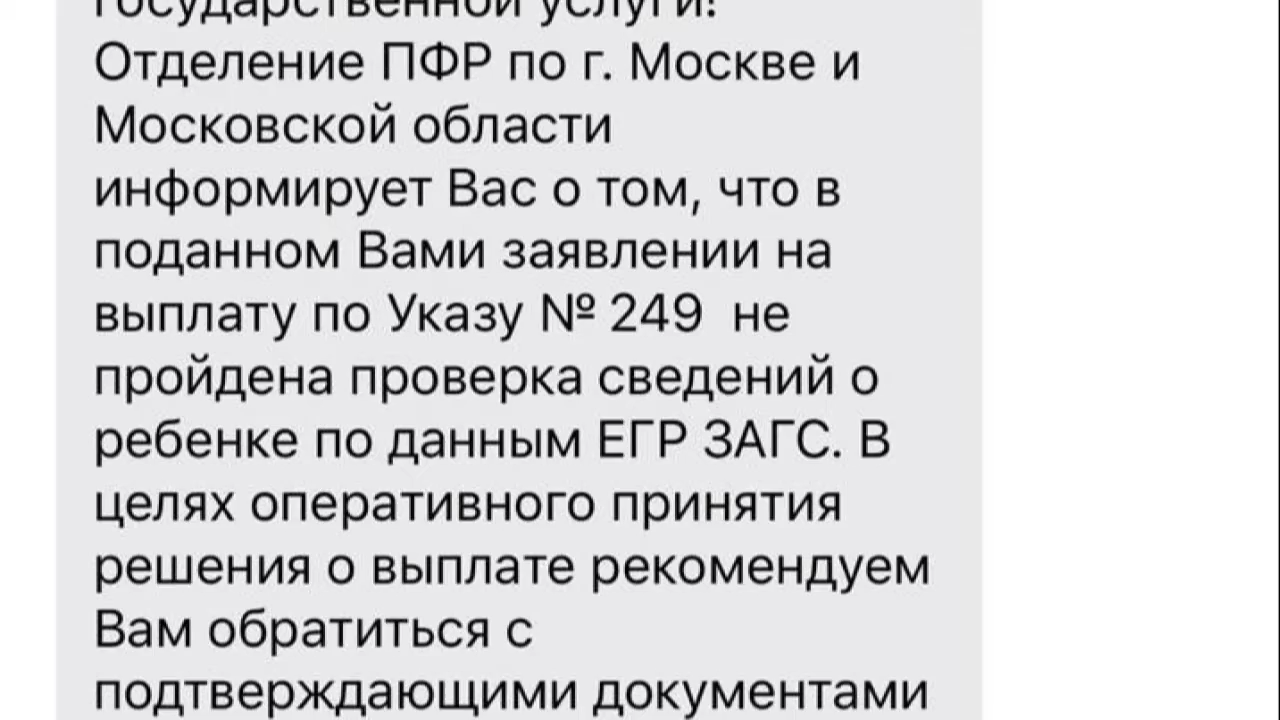 государственной услуги!
Отделение ПФР по г. Москве и
Московской области
информирует Вас о том, что в
поданном Вами заявлении на
выплату по Указу № 249  не
пройдена проверка сведений о
ребенке по данным ЕГР ЗАГС. В
целях оперативного принятия
решения о выплате рекомендуем
Вам обратиться с
подтверждающими документами